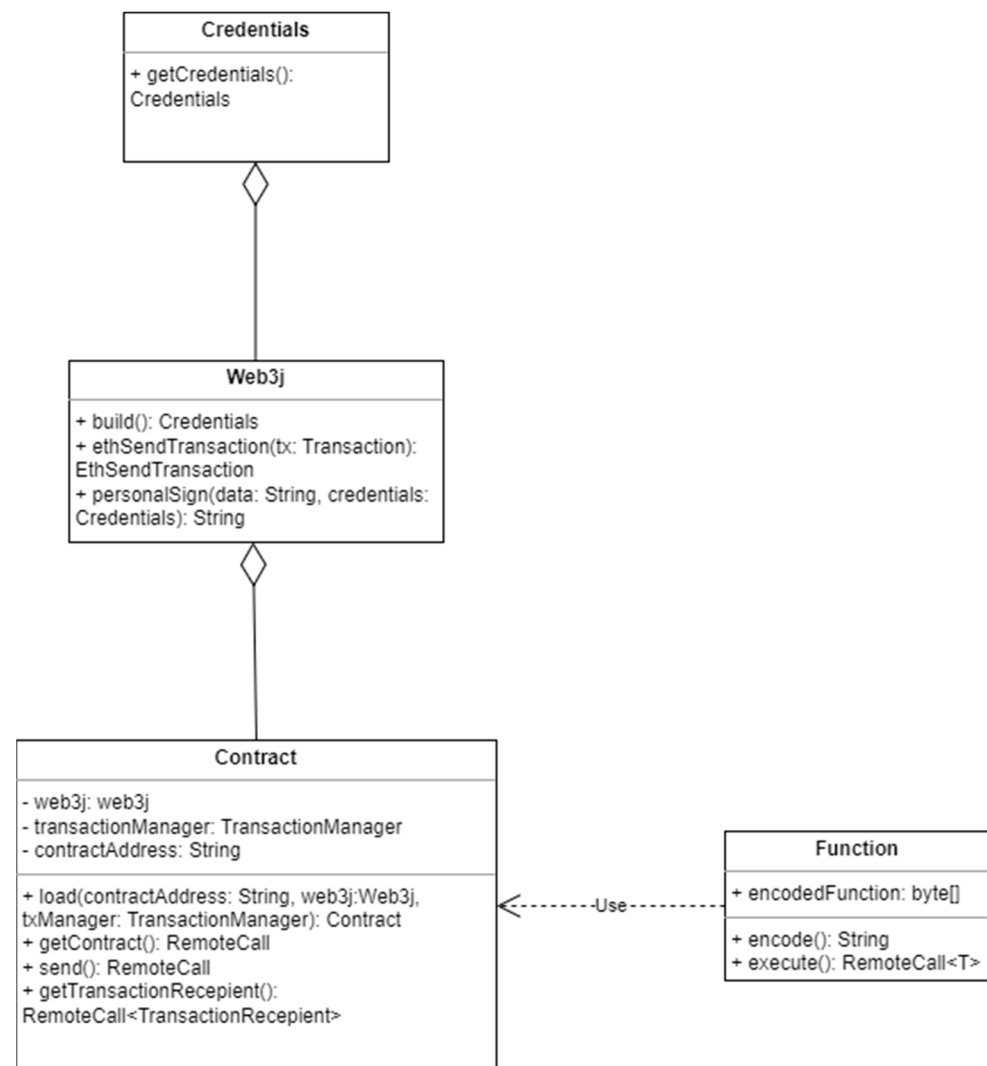 Credentials
+ getCredentials():
Credentials
Web3j
+ build(): Credentials
+ ethSendTransaction(tx: Transaction):
EthSendTransaction
+ personalSign(data: String, credentials:
Credentials): String
Contract
- web3j: web3j
- transactionManager: TransactionManager
- contractAddress: String
+ load(contractAddress: String, web3j:Web3j,
txManager: TransactionManager): Contract
+ getContract(): RemoteCall
+ send(): RemoteCall
+ getTransactionRecepient():
RemoteCall<TransactionRecepient>
Use
Function
+ encodedFunction: byte[]
+ encode(): String
+ execute(): RemoteCall<T>